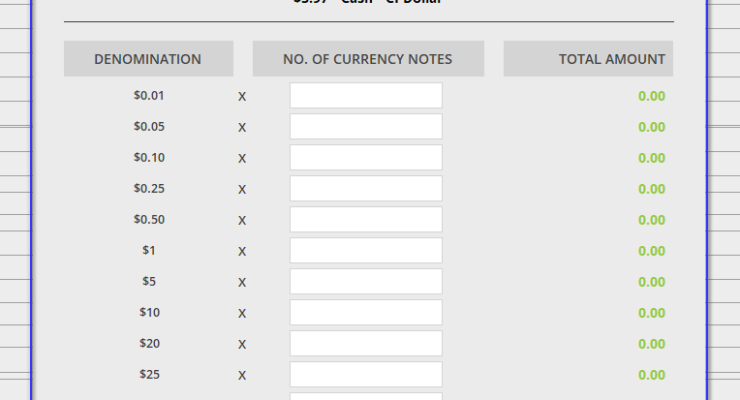 DENOMINATION NO. OF CURRENCY NOTES TOTAL AMOUNT
$0.01 X 0.00
$0.05 X 0.00
$0.10 X 0.00
$0.25 X 0.00
$0.50 X 0.00
$1 X 0.00
$5 X 0.00
$10 X 0.00
$20 X 0.00
$25 X 0.00